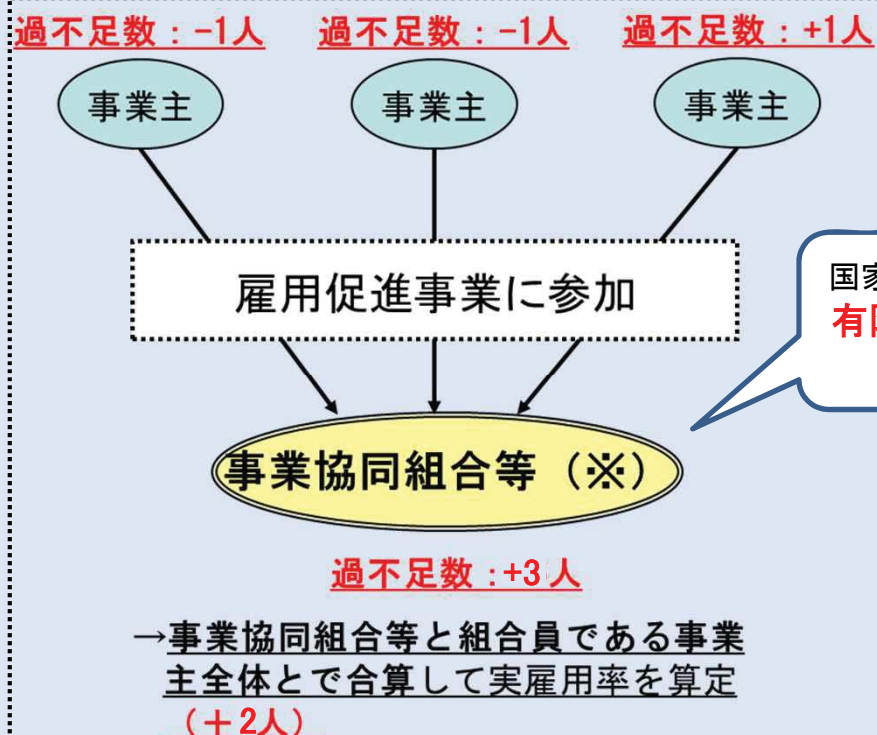 過不足数：-1人 過不足数：-1人 過不足数：+1人
事業主 事業主 事業主
雇用促進事業に参加
国家
有
事業協同組合等（※）
過不足数：+3人
→事業協同組合等と組合員である事業
主全体とで合算して実雇用率を算定
（＋2人）